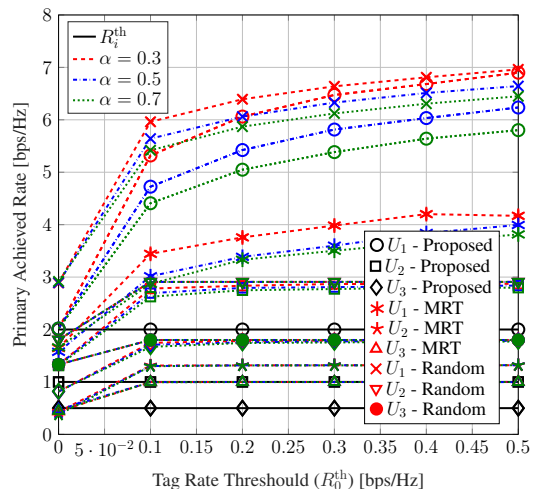 R_i^th
α = 0.3
α = 0.5
α = 0.7
Primary Achieved Rate [bps/Hz]
8
7
6
5
4
3
2
1
0
U_1 - Proposed
U_2 - Proposed
U_3 - Proposed
U_1 - MRT
U_2 - MRT
U_3 - MRT
U_1 - Random
U_2 - Random
U_3 - Random
0 5 · 10^−2 0.1 0.15 0.2 0.25 0.3 0.35 0.4 0.45 0.5
Tag Rate Threshould (R_0^th) [bps/Hz]